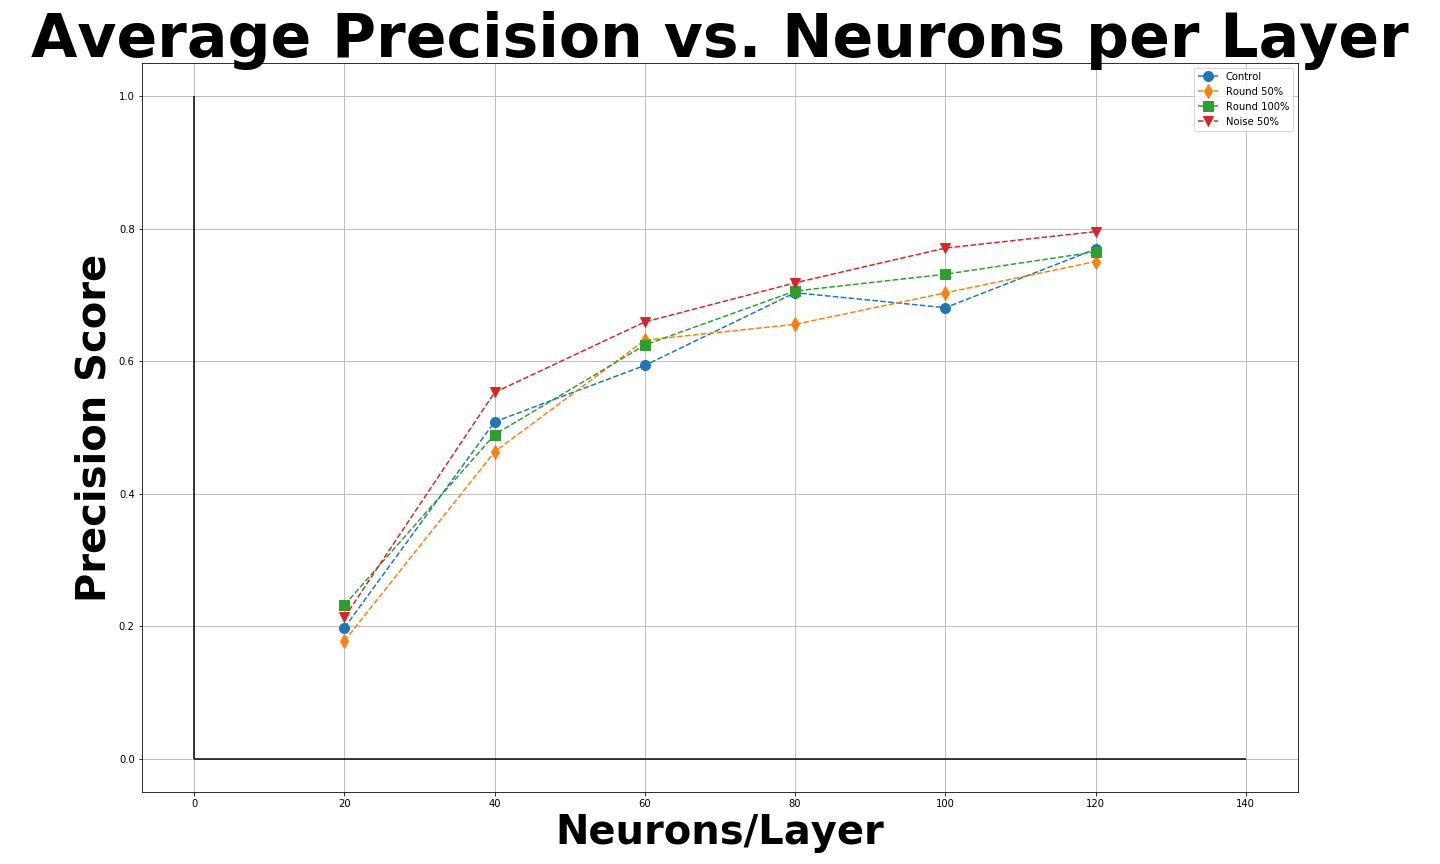 Average Precision vs. Neurons per Layer
Control
Round 50%
Round 100%
Noise 50%
Precision Score
1.0
0.8
0.6
0.4
0.2
0.0
0 20 40 60 80 100 120 140
Neurons/Layer